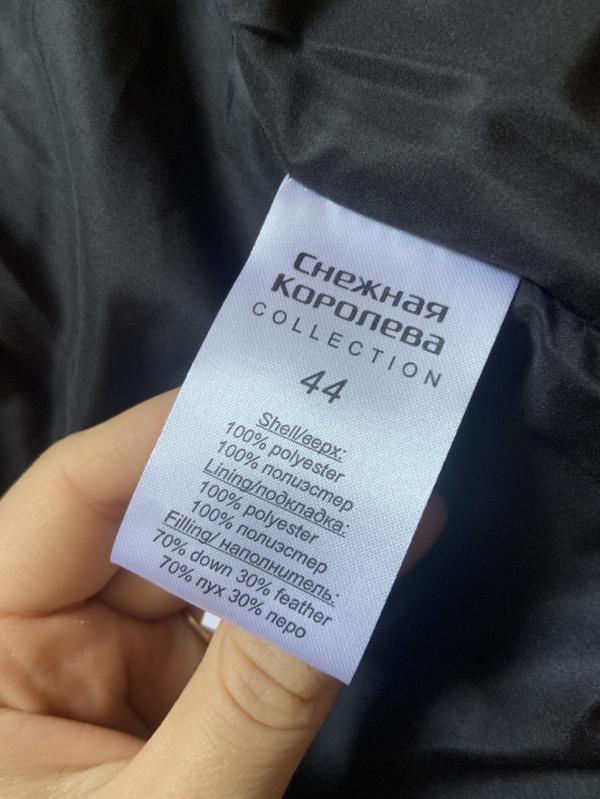 Снежная
Королева
COLLECTION
44
Shell/верх:
100% polyester
100% полиэстер
Lining/подкладка:
100% polyester
100% полиэстер
Filling/ наполнитель:
70% down 30% feather
70% пух 30% перо